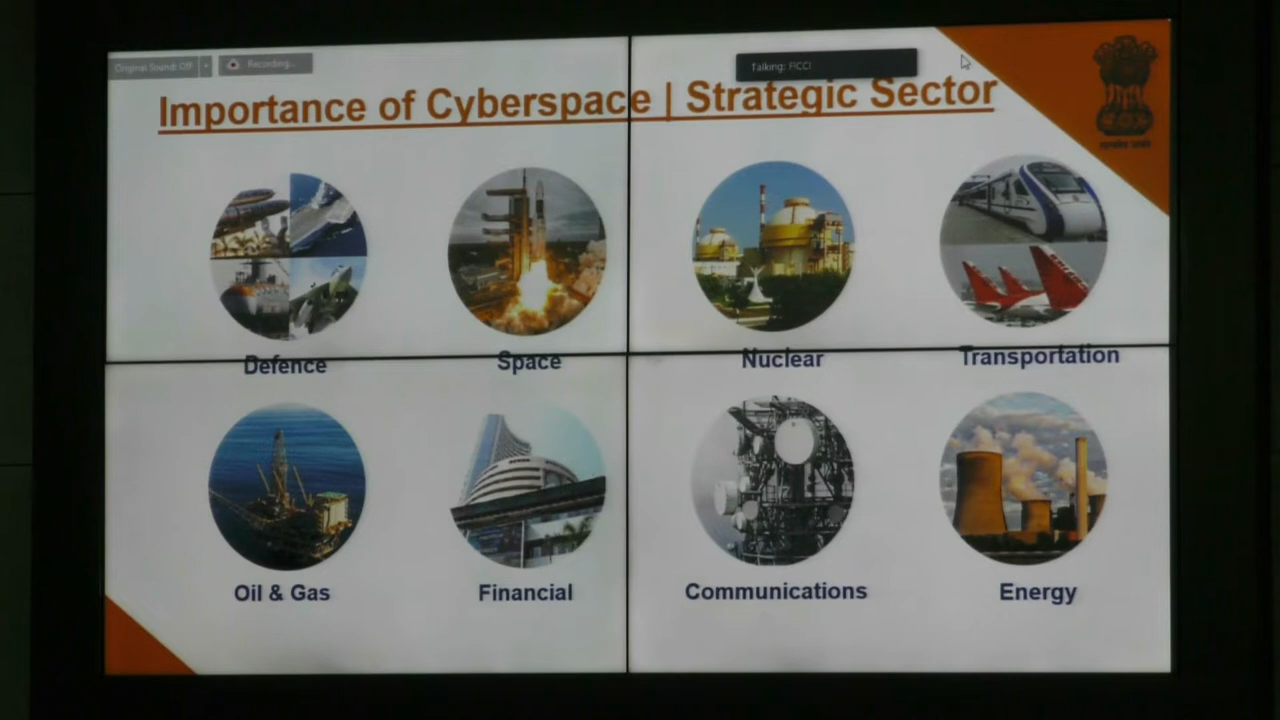 Original Sound: Off
Recording...
Talking: FICCI
Importance of Cyberspace | Strategic Sector
Defence
Space
Nuclear
Transportation
Oil & Gas
Financial
Communications
Energy